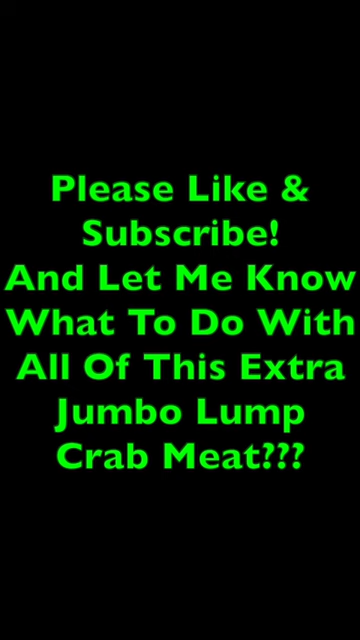 Please Like &
Subscribe!
And Let Me Know
What To Do With
All Of This Extra
Jumbo Lump
Crab Meat???